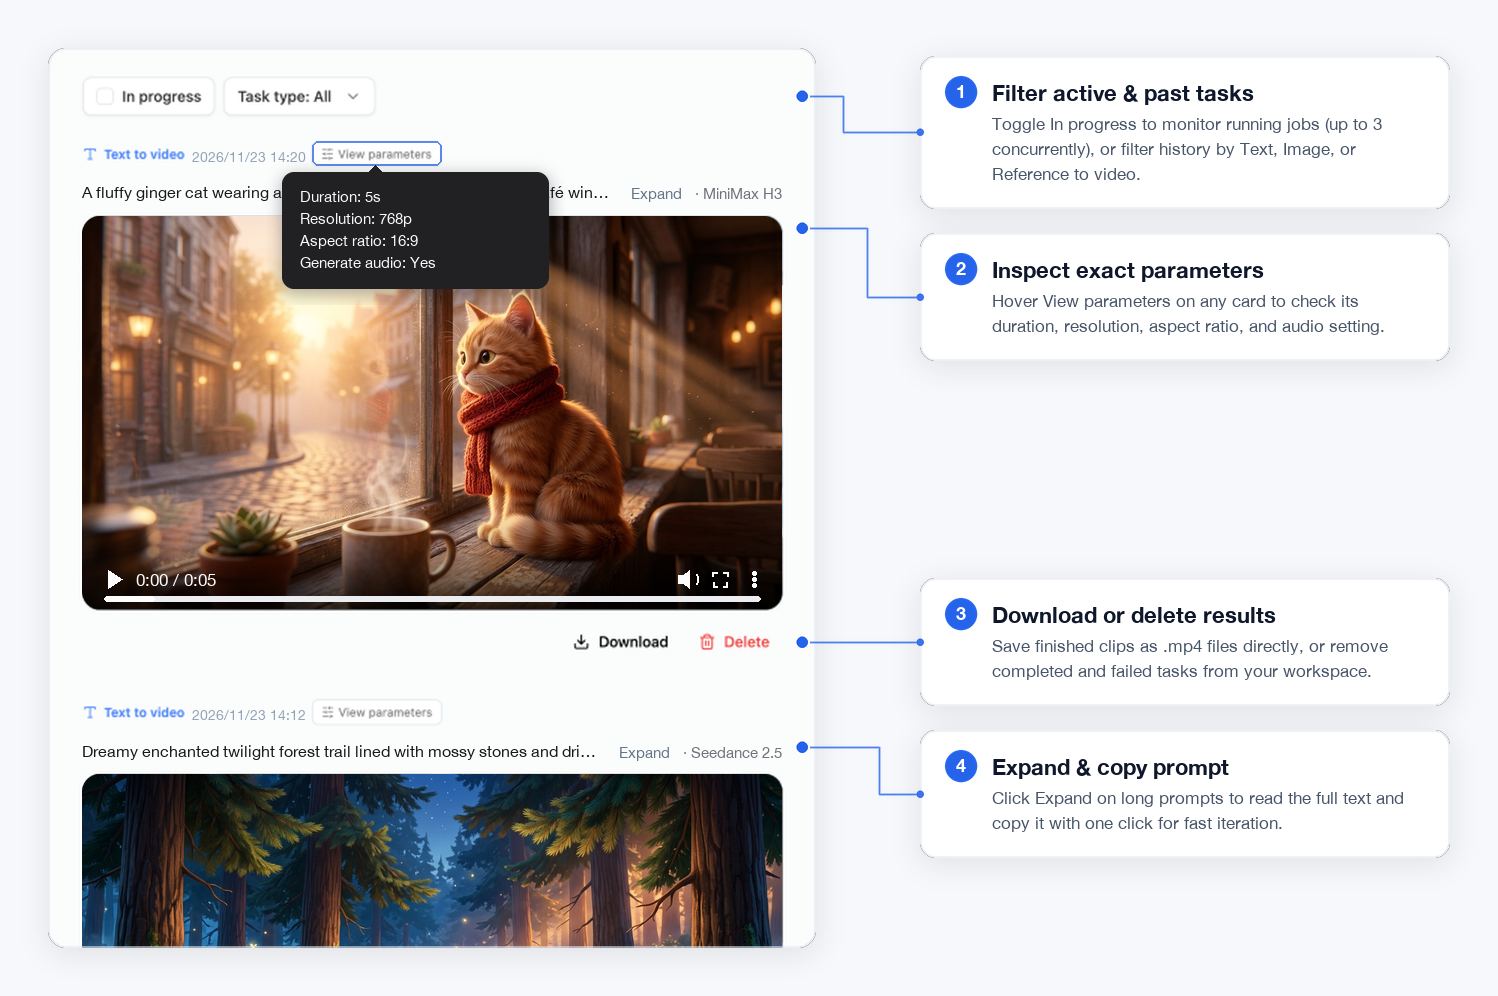 In progress
Task type: All
Text to video 2026/11/23 14:20 View parameters
A fluffy ginger cat wearing a
fé win… Expand · MiniMax H3
Duration: 5s
Resolution: 768p
Aspect ratio: 16:9
Generate audio: Yes
0:00 / 0:05
Download
Delete
Text to video 2026/11/23 14:12 View parameters
Dreamy enchanted twilight forest trail lined with mossy stones and dri… Expand · Seedance 2.5
1 Filter active & past tasks
Toggle In progress to monitor running jobs (up to 3
concurrently), or filter history by Text, Image, or
Reference to video.
2 Inspect exact parameters
Hover View parameters on any card to check its
duration, resolution, aspect ratio, and audio setting.
3 Download or delete results
Save finished clips as .mp4 files directly, or remove
completed and failed tasks from your workspace.
4 Expand & copy prompt
Click Expand on long prompts to read the full text and
copy it with one click for fast iteration.